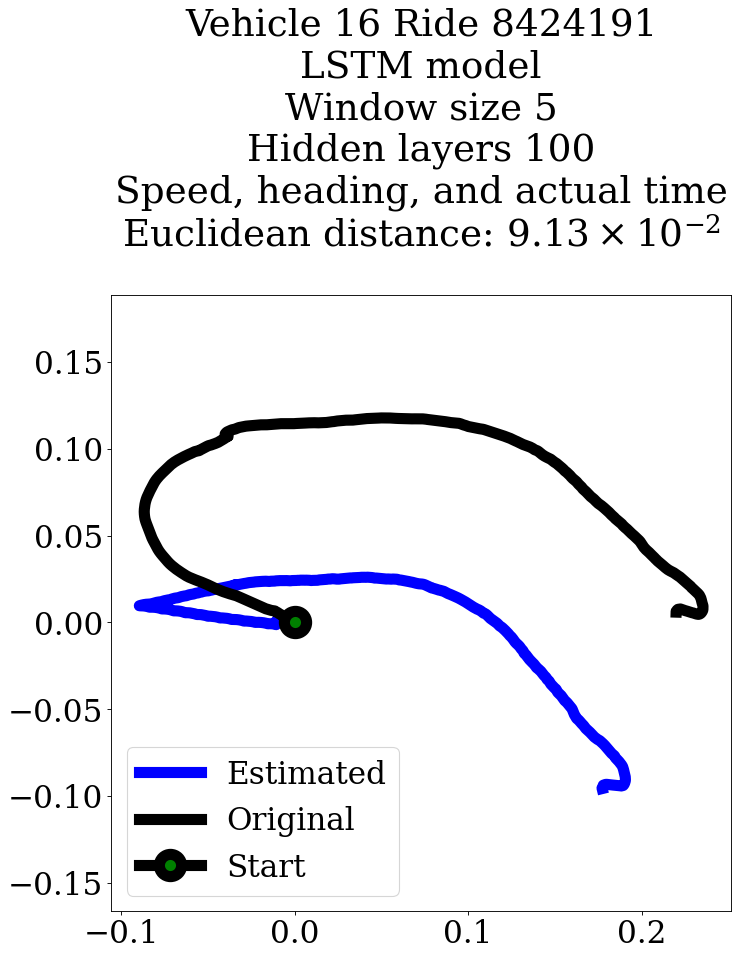 Vehicle 16 Ride 8424191
LSTM model
Window size 5
Hidden layers 100
Speed, heading, and actual time
Euclidean distance: 9.13 × 10⁻²
0.15
0.10
0.05
0.00
−0.05
−0.10
−0.15
Estimated
Original
Start
−0.1
0.0
0.1
0.2